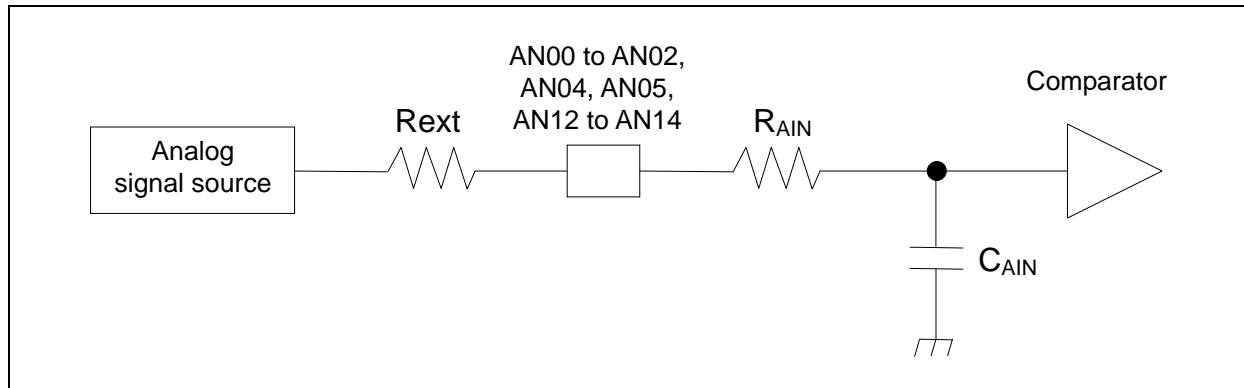 AN00 to AN02,
AN04, AN05,
AN12 to AN14
Comparator
Rext
RAIN
Analog
signal source
CAIN